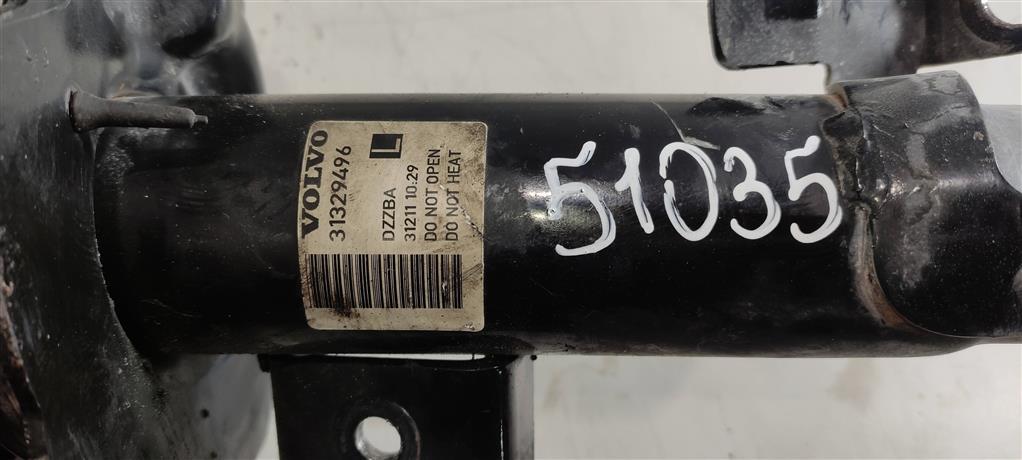 VOLVO
31329496
L
DZZBA
31211 10:29
DO NOT OPEN
DO NOT HEAT
51035